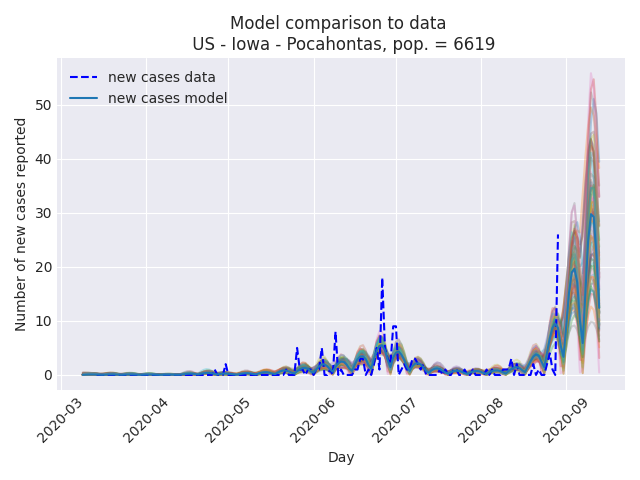 Model comparison to data
US - Iowa - Pocahontas, pop. = 6619
new cases data
new cases model
Number of new cases reported
50
40
30
20
10
0
2020-03
2020-04
2020-05
2020-06
2020-07
2020-08
2020-09
Day